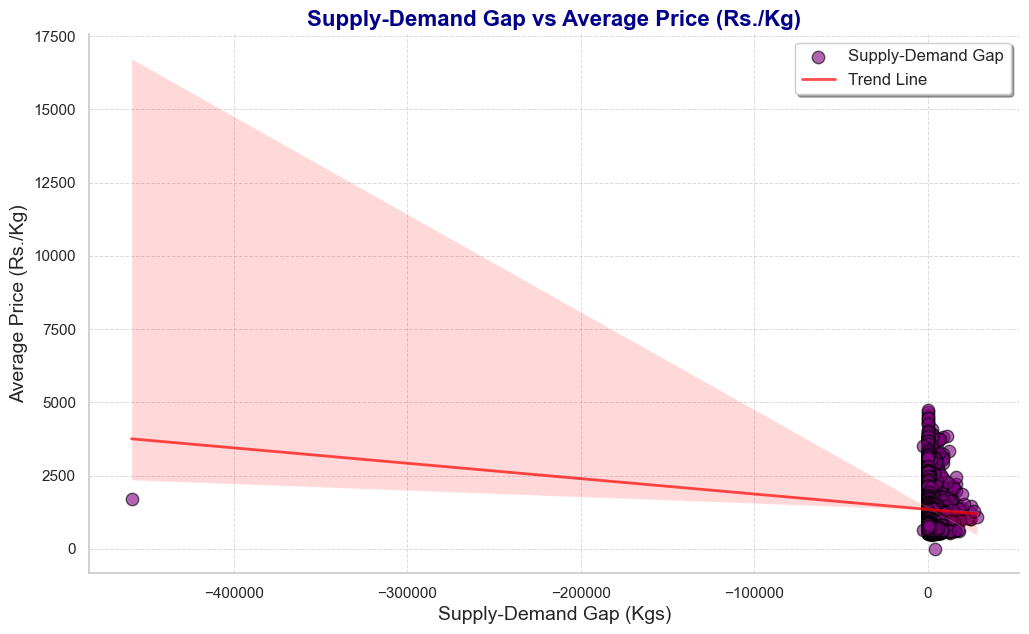 Supply-Demand Gap vs Average Price (Rs./Kg)
17500
15000
12500
10000
7500
5000
2500
0
Average Price (Rs./Kg)
Supply-Demand Gap
Trend Line
−400000
−300000
−200000
−100000
0
Supply-Demand Gap (Kgs)